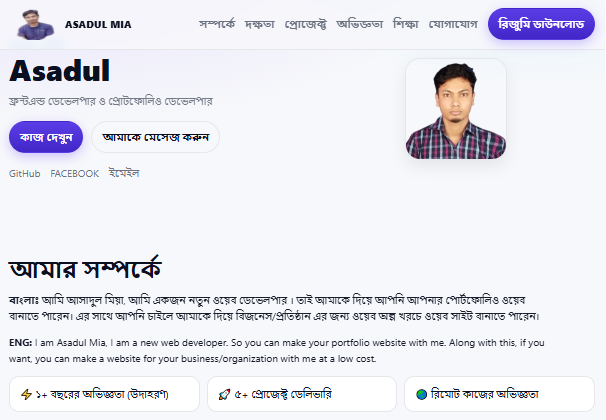 ASADUL MIA
সম্পর্কে দক্ষতা প্রোজেক্ট অভিজ্ঞতা শিক্ষা যোগাযোগ রিজুমি ডাউনলোড
Asadul
ফ্রন্টএন্ড ডেভেলপার ও প্রোটফোলিও ডেভেলপার
কাজ দেখুন আমাকে মেসেজ করুন
GitHub FACEBOOK ইমেইল
আমার সম্পর্কে
বাংলাঃ আমি আসাদুল মিয়া, আমি একজন নতুন ওয়েব ডেভেলপার । তাই আমাকে দিয়ে আপনি আপনার পোর্টফোলিও ওয়েব
বানাতে পারেন। এর সাথে আপনি চাইলে আমাকে দিয়ে বিজনেস/প্রতিষ্ঠান এর জন্য ওয়েব অল্প খরচে ওয়েব সাইট বানাতে পারেন।
ENG: I am Asadul Mia, I am a new web developer. So you can make your portfolio website with me. Along with this, if you
want, you can make a website for your business/organization with me at a low cost.
⚡ ১+ বছরের অভিজ্ঞতা (উদাহরণ) 🚀 ৫+ প্রোজেক্ট ডেলিভারি 🌏 রিমোট কাজের অভিজ্ঞতা